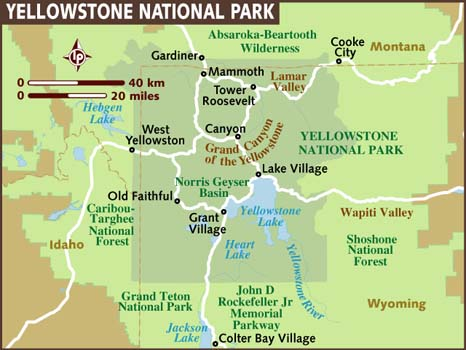 YELLOWSTONE NATIONAL PARK
Absaroka-Beartooth
Wilderness
Cooke
City
Montana
Gardiner
LP
Mammoth
Lamar
Valley
0 40 km
0 20 miles
Tower
Roosevelt
Hebgen
Lake
West
Yellowston
Canyon
Grand Canyon
of the Yellowstone
YELLOWSTONE
NATIONAL PARK
Lake Village
Norris Geyser
Basin
Old Faithful
Caribou-
Targhee
National
Forest
Grant
Village
Yellowstone
Lake
Wapiti Valley
Idaho
Heart
Lake
Shoshone
National
Forest
Yellowstone River
Grand Teton
National Park
John D
Rockefeller Jr
Memorial
Parkway
Wyoming
Jackson
Lake
Colter Bay Village